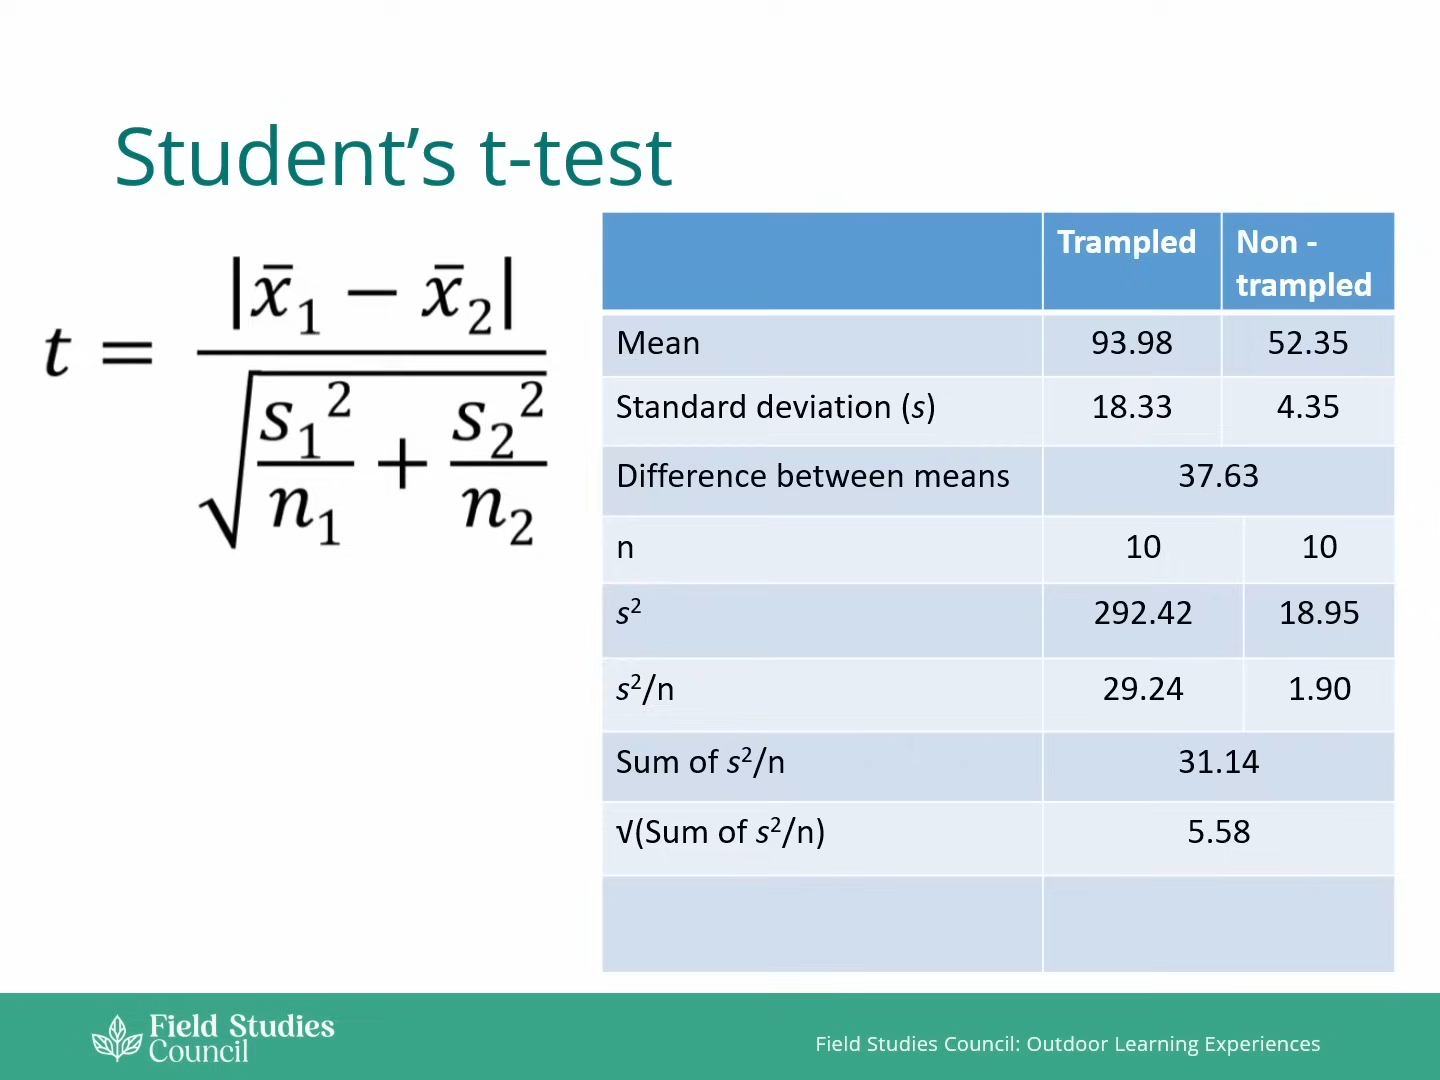 Student’s t-test
t = |x̄₁ − x̄₂| / √(s₁²/n₁ + s₂²/n₂)
Trampled Non -
trampled
Mean 93.98 52.35
Standard deviation (s) 18.33 4.35
Difference between means 37.63
n 10 10
s² 292.42 18.95
s²/n 29.24 1.90
Sum of s²/n 31.14
√(Sum of s²/n) 5.58
Field Studies
Council
Field Studies Council: Outdoor Learning Experiences